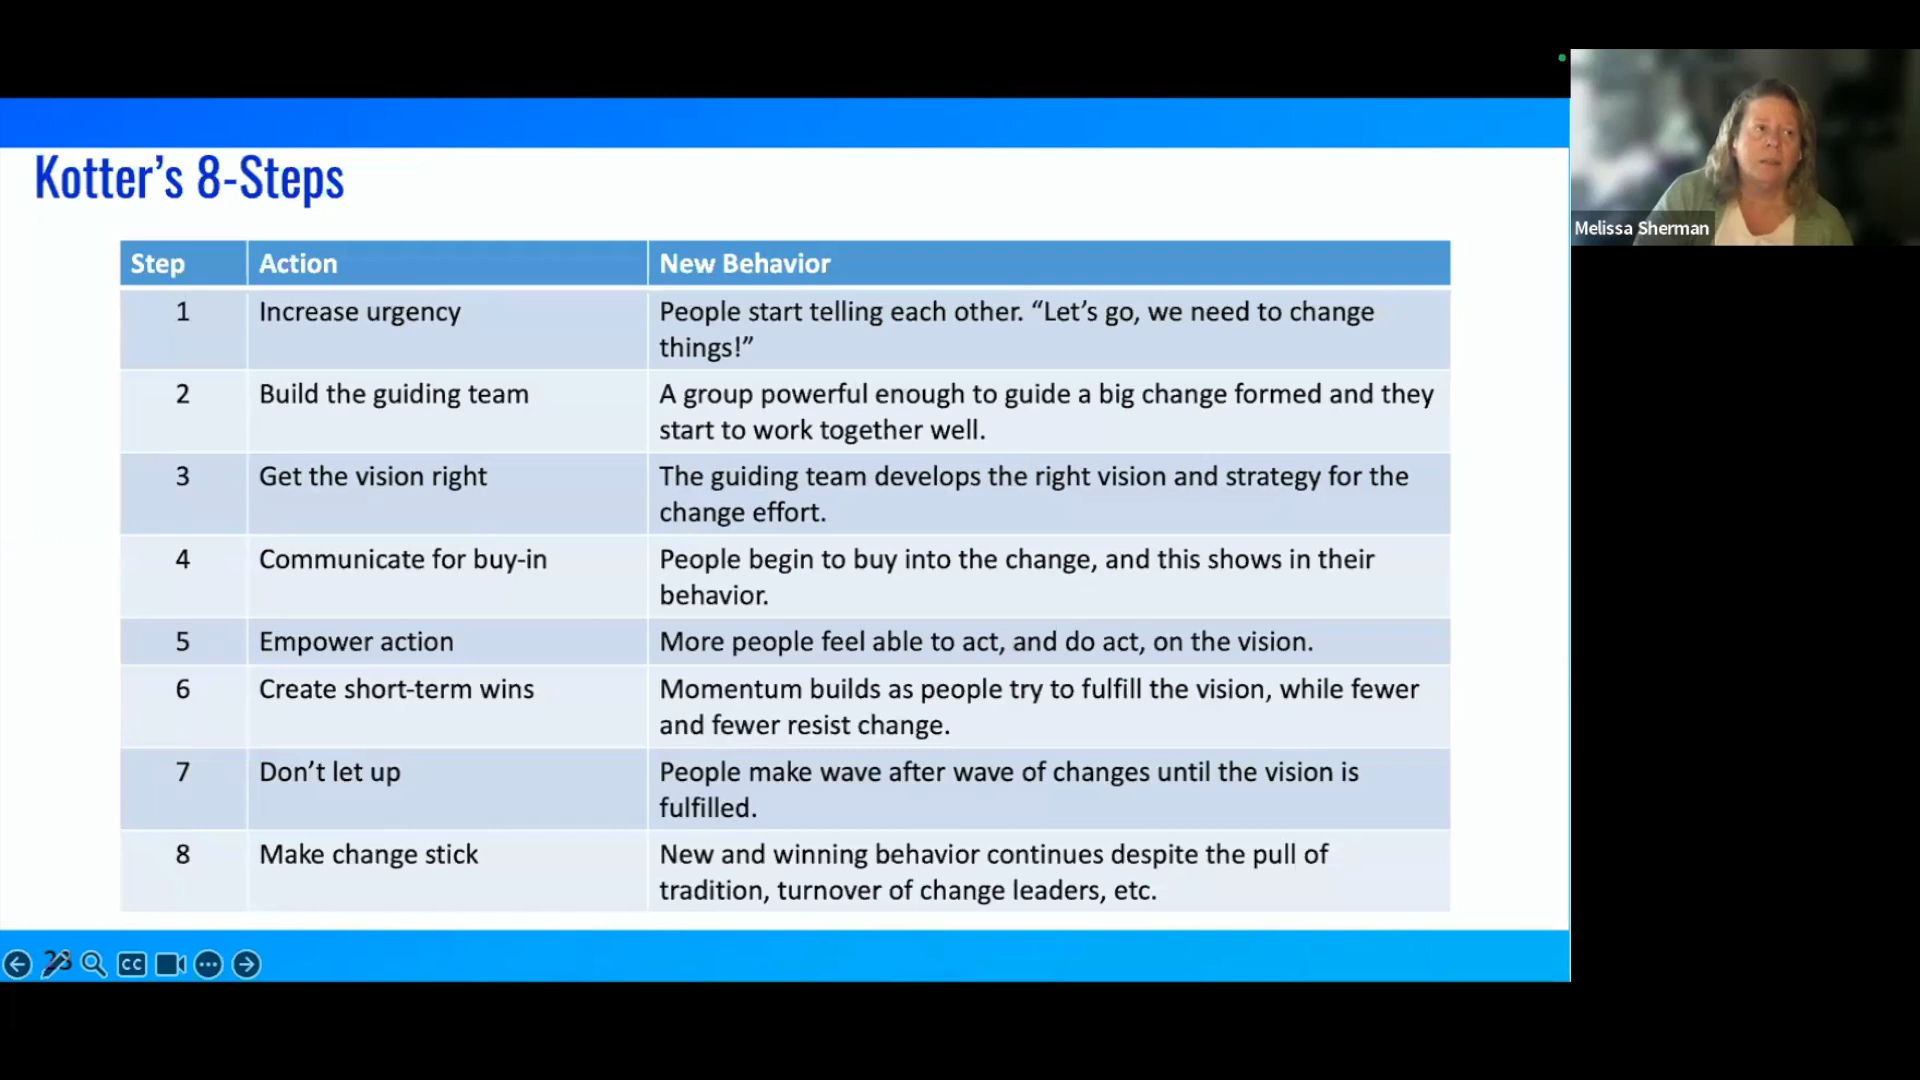 Kotter's 8-Steps
Step Action New Behavior
1 Increase urgency People start telling each other. “Let’s go, we need to change
things!”
2 Build the guiding team A group powerful enough to guide a big change formed and they
start to work together well.
3 Get the vision right The guiding team develops the right vision and strategy for the
change effort.
4 Communicate for buy-in People begin to buy into the change, and this shows in their
behavior.
5 Empower action More people feel able to act, and do act, on the vision.
6 Create short-term wins Momentum builds as people try to fulfill the vision, while fewer
and fewer resist change.
7 Don’t let up People make wave after wave of changes until the vision is
fulfilled.
8 Make change stick New and winning behavior continues despite the pull of
tradition, turnover of change leaders, etc.
23
CC
Melissa Sherman